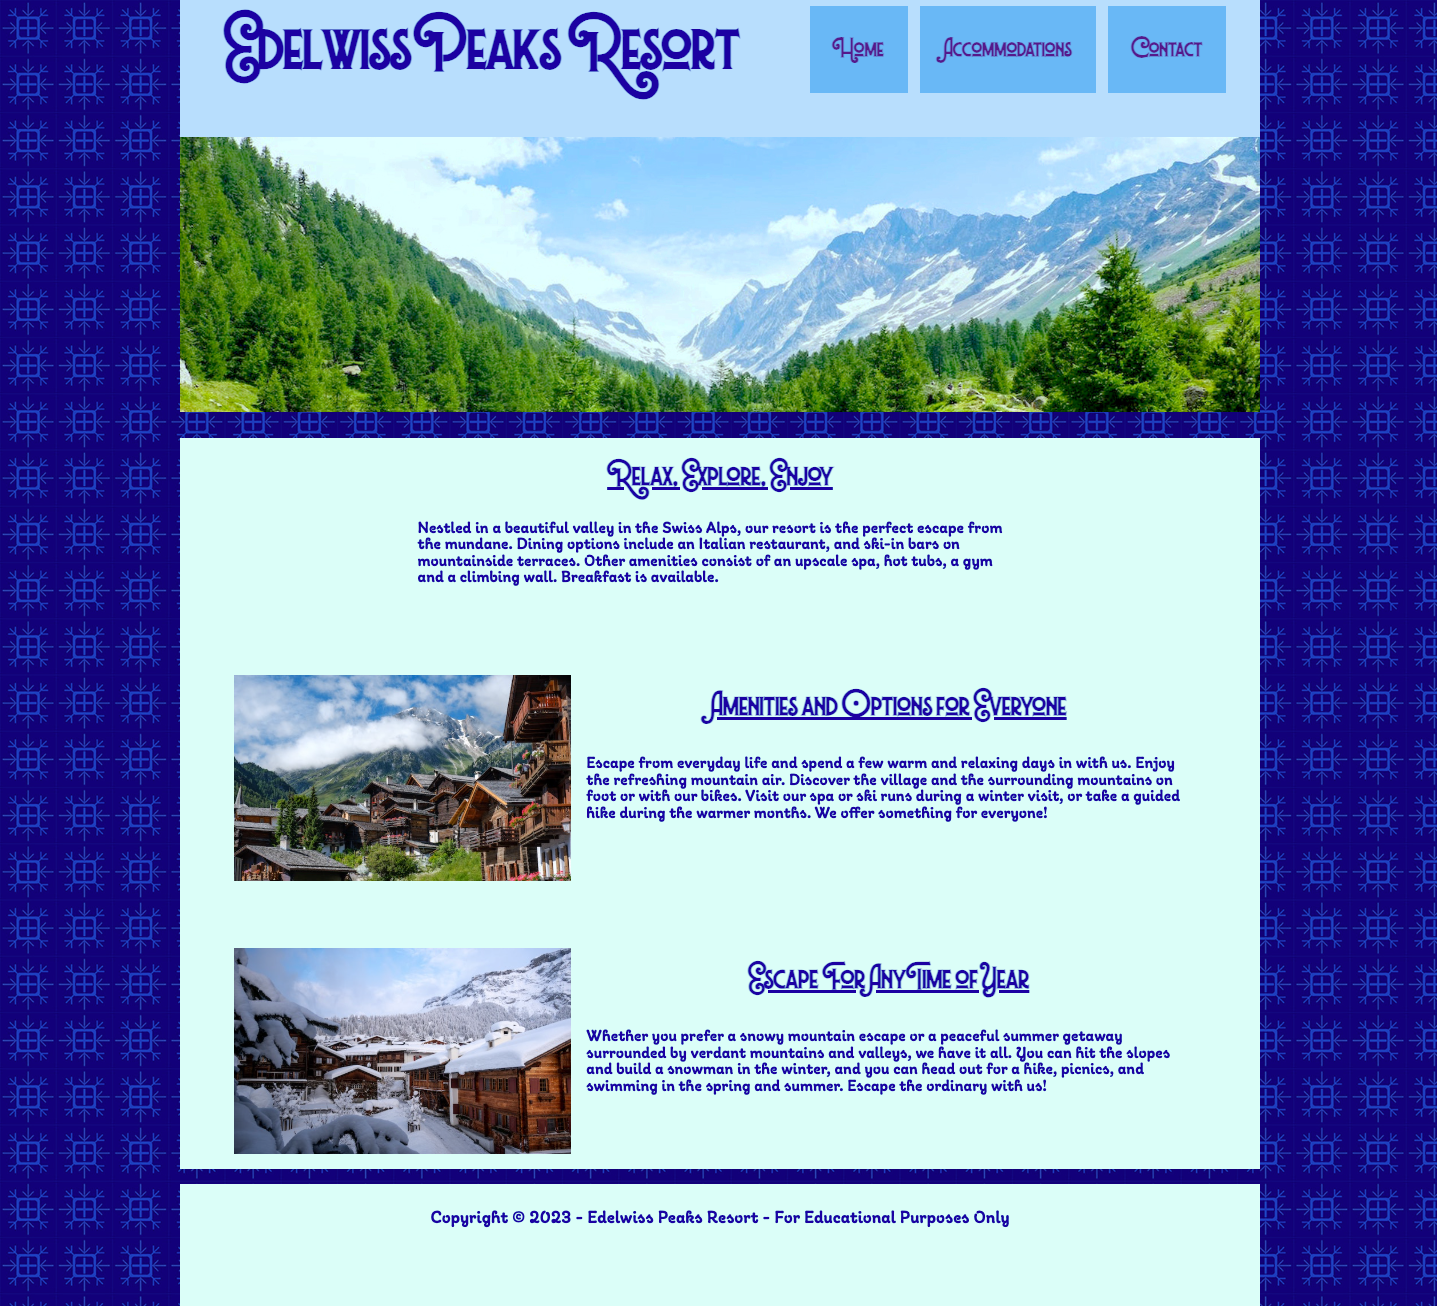 Edelwiss Peaks Resort
Home
Accommodations
Contact
Relax. Explore. Enjoy
Nestled in a beautiful valley in the Swiss Alps, our resort is the perfect escape from
the mundane. Dining options include an Italian restaurant, and ski-in bars on
mountainside terraces. Other amenities consist of an upscale spa, hot tubs, a gym
and a climbing wall. Breakfast is available.
Amenities and Options for Everyone
Escape from everyday life and spend a few warm and relaxing days in with us. Enjoy
the refreshing mountain air. Discover the village and the surrounding mountains on
foot or with our bikes. Visit our spa or ski runs during a winter visit, or take a guided
hike during the warmer months. We offer something for everyone!
Escape For Any Time of Year
Whether you prefer a snowy mountain escape or a peaceful summer getaway
surrounded by verdant mountains and valleys, we have it all. You can hit the slopes
and build a snowman in the winter, and you can head out for a hike, picnics, and
swimming in the spring and summer. Escape the ordinary with us!
Copyright © 2023 - Edelwiss Peaks Resort - For Educational Purposes Only